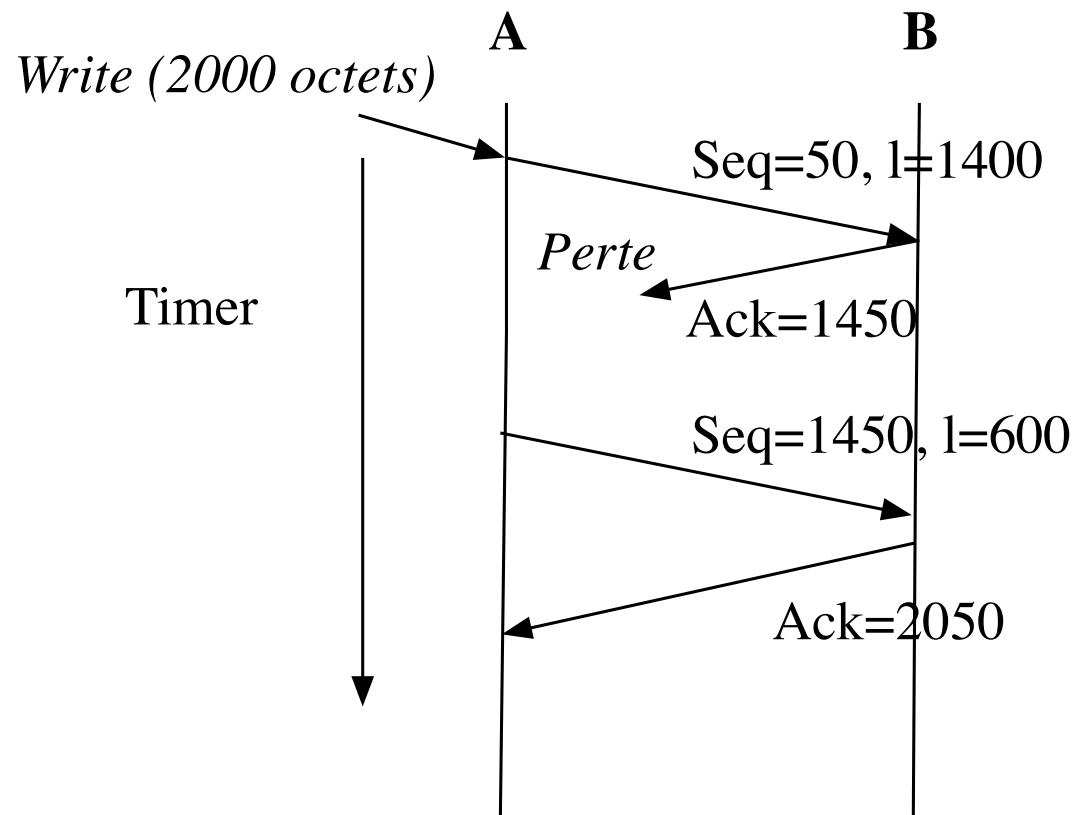 A
B
Write (2000 octets)
Seq=50, l=1400
Perte
Timer
Ack=1450
Seq=1450, l=600
Ack=2050